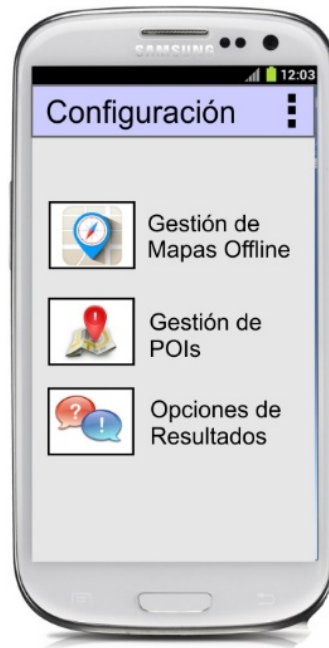 SAMSUNG
12:03
Configuración
Gestión de
Mapas Offline
Gestión de
POIs
?
!
Opciones de
Resultados